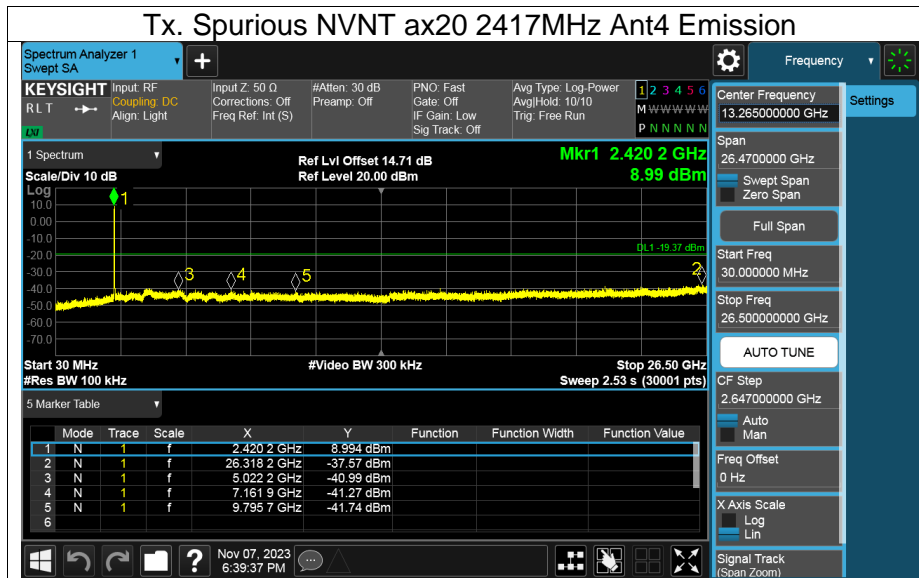 Tx. Spurious NVNT ax20 2417MHz Ant4 Emission
Spectrum Analyzer 1
Swept SA
+
Frequency
KEYSIGHT
RLT
LXI
Input: RF
Coupling: DC
Align: Light
Input Z: 50 Ω
Corrections: Off
Freq Ref: Int (S)
#Atten: 30 dB
Preamp: Off
PNO: Fast
Gate: Off
IF Gain: Low
Sig Track: Off
Avg Type: Log-Power
Avg|Hold: 10/10
Trig: Free Run
1 2 3 4 5 6
M W W W W W
P N N N N N
1 Spectrum
Scale/Div 10 dB
Ref Lvl Offset 14.71 dB
Ref Level 20.00 dBm
Mkr1 2.420 2 GHz
8.99 dBm
Log
10.0
0.00
-10.0
-20.0
-30.0
-40.0
-50.0
-60.0
-70.0
1
3
4
5
2
DL1 -19.37 dBm
Start 30 MHz
#Video BW 300 kHz
Stop 26.50 GHz
#Res BW 100 kHz
Sweep 2.53 s (30001 pts)
5 Marker Table
Mode Trace Scale X Y Function Function Width Function Value
1 N 1 f 2.420 2 GHz 8.994 dBm
2 N 1 f 26.318 2 GHz -37.57 dBm
3 N 1 f 5.022 2 GHz -40.99 dBm
4 N 1 f 7.161 9 GHz -41.27 dBm
5 N 1 f 9.795 7 GHz -41.74 dBm
6
Center Frequency
13.265000000 GHz
Settings
Span
26.4700000 GHz
Swept Span
Zero Span
Full Span
Start Freq
30.000000 MHz
Stop Freq
26.500000000 GHz
AUTO TUNE
CF Step
2.647000000 GHz
Auto
Man
Freq Offset
0 Hz
X Axis Scale
Log
Lin
Signal Track
(Span Zoom)
?
Nov 07, 2023
6:39:37 PM